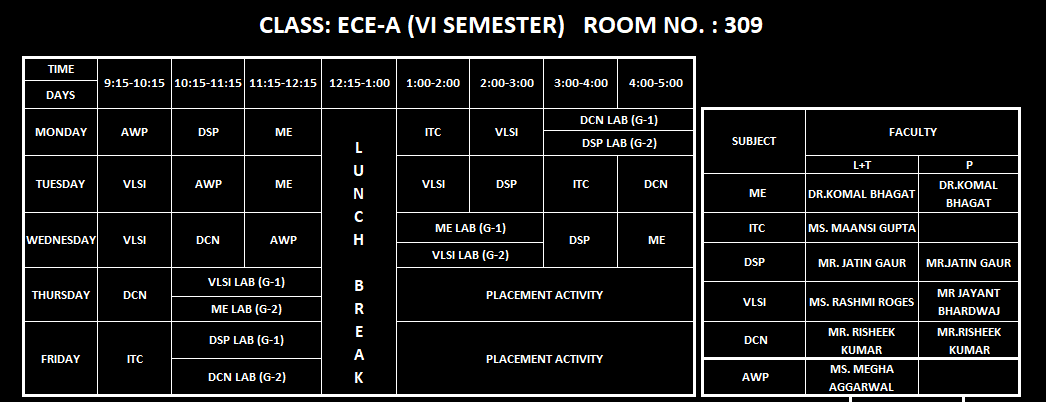 CLASS: ECE-A (VI SEMESTER) ROOM NO. : 309
TIME
DAYS
9:15-10:15 10:15-11:15 11:15-12:15 12:15-1:00 1:00-2:00 2:00-3:00 3:00-4:00 4:00-5:00
MONDAY AWP DSP ME ITC VLSI
DCN LAB (G-1)
DSP LAB (G-2)
TUESDAY VLSI AWP ME VLSI DSP ITC DCN
WEDNESDAY VLSI DCN AWP
ME LAB (G-1)
VLSI LAB (G-2)
DSP ME
THURSDAY DCN
VLSI LAB (G-1)
ME LAB (G-2)
PLACEMENT ACTIVITY
FRIDAY ITC
DSP LAB (G-1)
DCN LAB (G-2)
PLACEMENT ACTIVITY
L
U
N
C
H
B
R
E
A
K
SUBJECT FACULTY
L+T P
ME DR.KOMAL BHAGAT DR.KOMAL
BHAGAT
ITC MS. MAANSI GUPTA
DSP MR. JATIN GAUR MR.JATIN GAUR
VLSI MS. RASHMI ROGES MR JAYANT
BHARDWAJ
DCN MR. RISHEEK
KUMAR
MR.RISHEEK
KUMAR
AWP MS. MEGHA
AGGARWAL